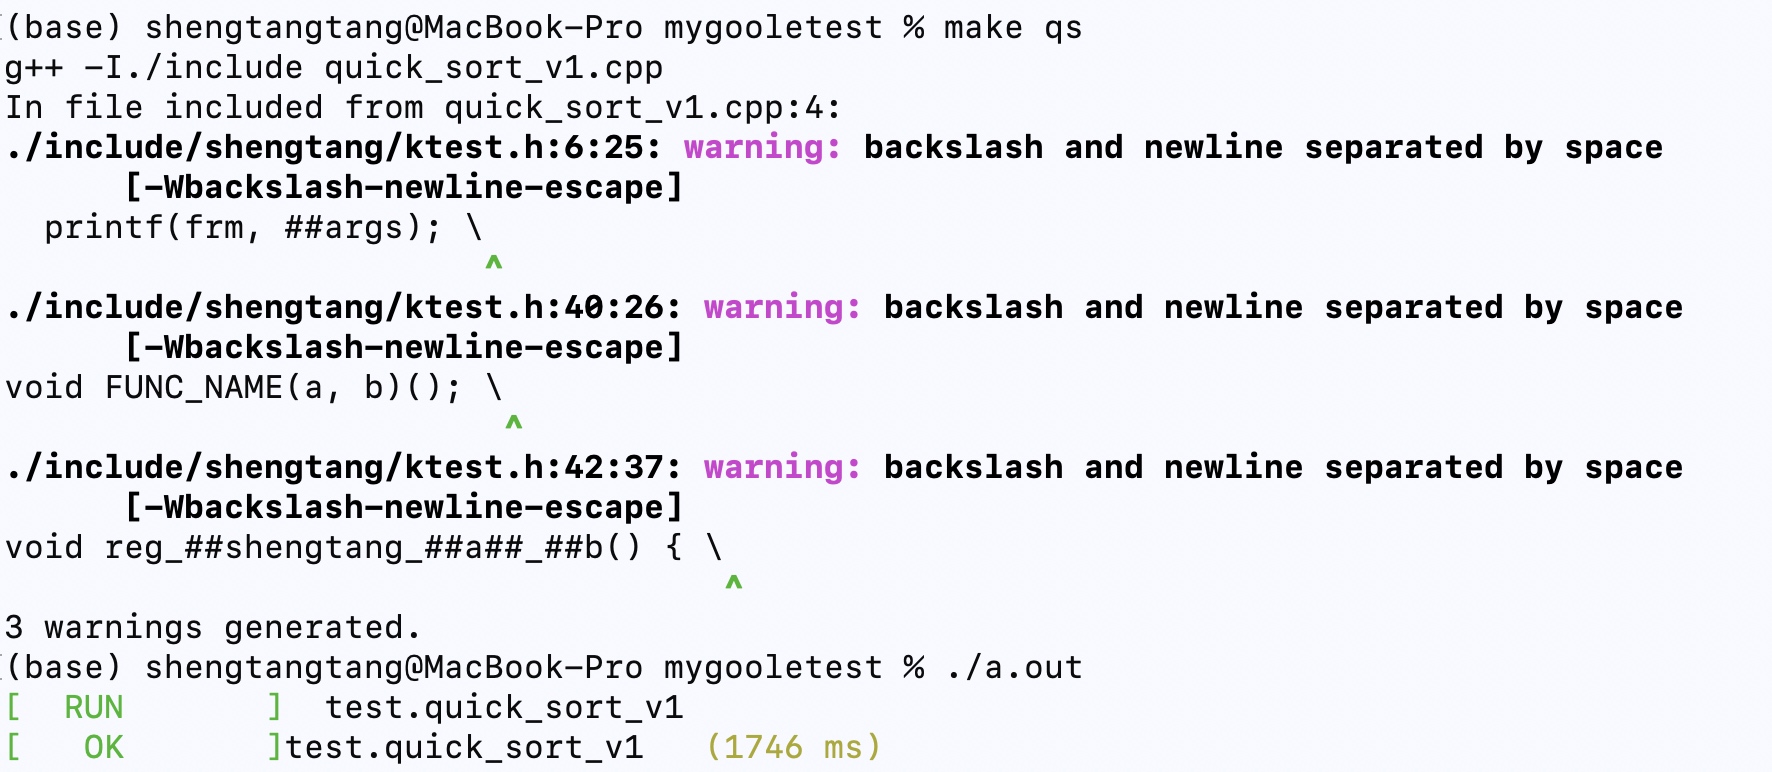 (base) shengtangtang@MacBook-Pro mygooletest % make qs
g++ -I./include quick_sort_v1.cpp
In file included from quick_sort_v1.cpp:4:
./include/shengtang/ktest.h:6:25: warning: backslash and newline separated by space
      [-Wbackslash-newline-escape]
  printf(frm, ##args); \
                        ^
./include/shengtang/ktest.h:40:26: warning: backslash and newline separated by space
      [-Wbackslash-newline-escape]
void FUNC_NAME(a, b)(); \
                         ^
./include/shengtang/ktest.h:42:37: warning: backslash and newline separated by space
      [-Wbackslash-newline-escape]
void reg_##shengtang_##a##_##b() { \
                                    ^
3 warnings generated.
(base) shengtangtang@MacBook-Pro mygooletest % ./a.out
[  RUN       ]  test.quick_sort_v1
[   OK       ]test.quick_sort_v1   (1746 ms)